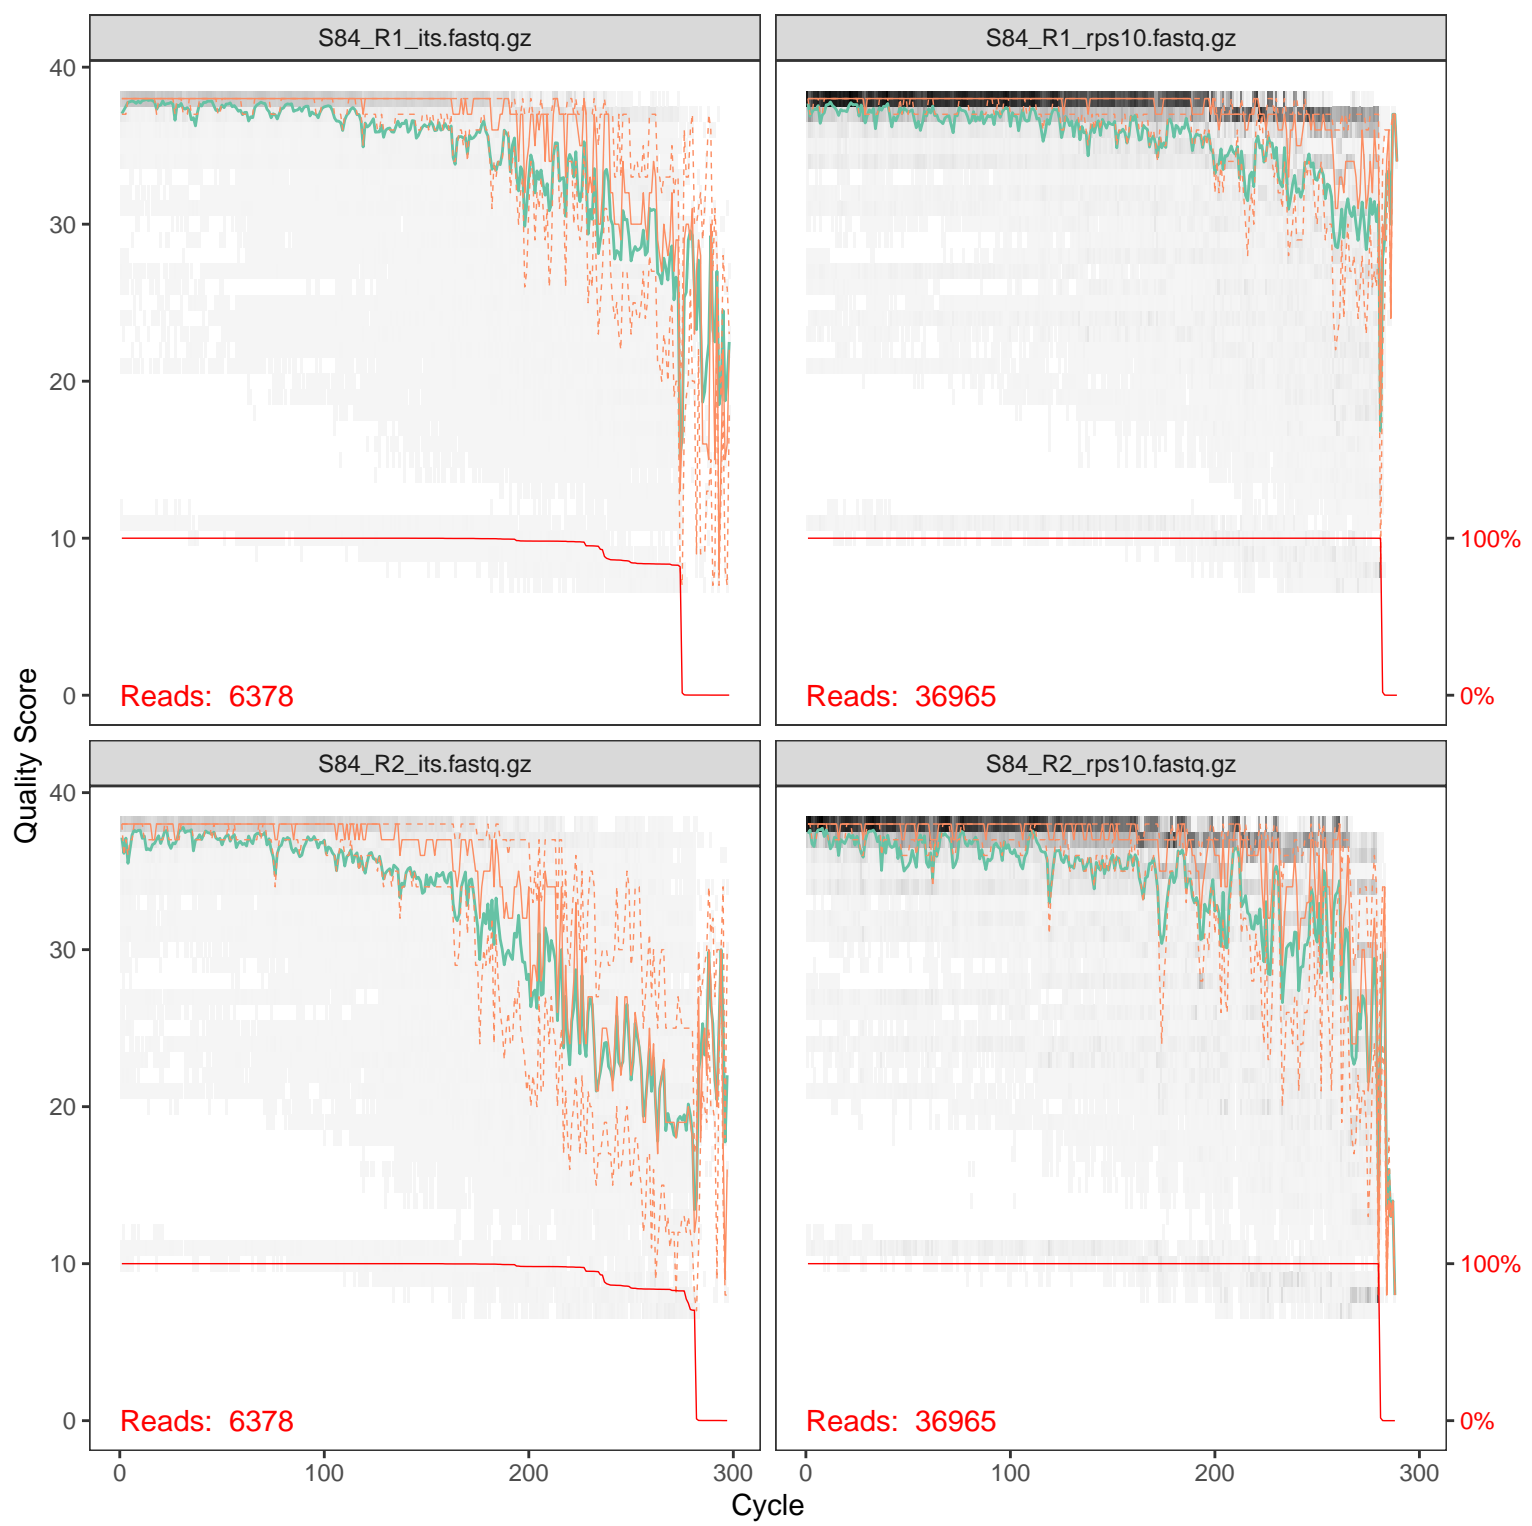 S84_R1_its.fastq.gz
S84_R1_rps10.fastq.gz
40
30
20
10
0
Reads: 6378
Reads: 36965
100%
0%
Quality Score
S84_R2_its.fastq.gz
S84_R2_rps10.fastq.gz
40
30
20
10
0
Reads: 6378
Reads: 36965
100%
0%
0 100 200 300
0 100 200 300
Cycle